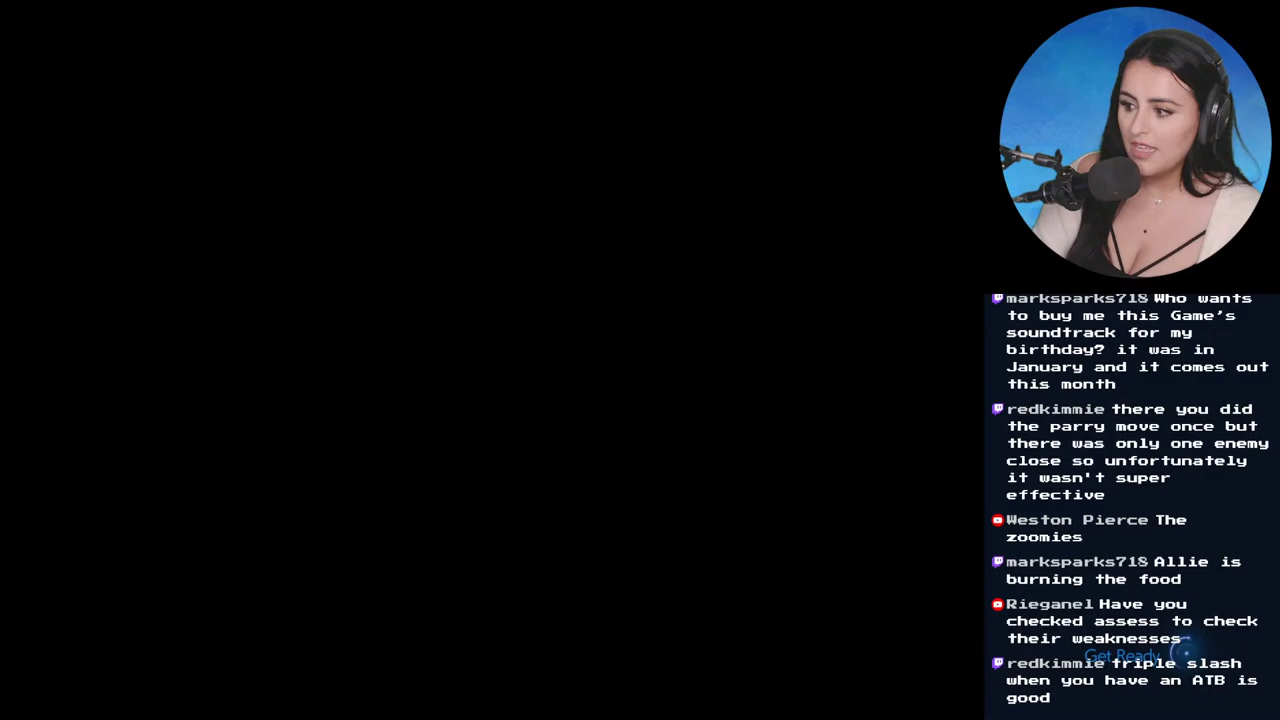 marksparks718 Who wants
to buy me this Game's
soundtrack for my
birthday? it was in
January and it comes out
this month
redkimmie there you did
the parry move once but
there was only one enemy
close so unfortunately
it wasn't super
effective
Weston Pierce The
zoomies
marksparks718 Allie is
burning the food
Rieganel Have you
checked assess to check
their weaknesses
Get Ready
redkimmie triple slash
when you have an ATB is
good